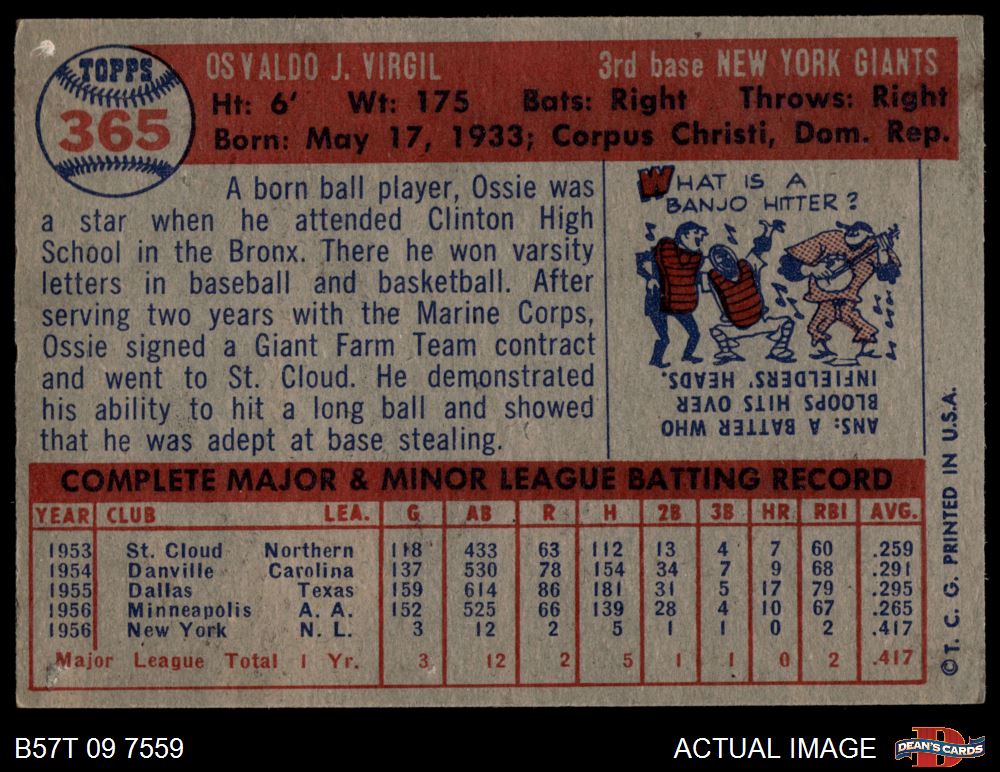 TOPPS
365
OSVALDO J. VIRGIL 3rd base NEW YORK GIANTS
Ht: 6' Wt: 175 Bats: Right Throws: Right
Born: May 17, 1933; Corpus Christi, Dom. Rep.
A born ball player, Ossie was
a star when he attended Clinton High
School in the Bronx. There he won varsity
letters in baseball and basketball. After
serving two years with the Marine Corps,
Ossie signed a Giant Farm Team contract
and went to St. Cloud. He demonstrated
his ability to hit a long ball and showed
that he was adept at base stealing.
WHAT IS A
BANJO HITTER?
ANS: A BATTER WHO
BLOOPS HITS OVER
INFIELDERS' HEADS.
COMPLETE MAJOR & MINOR LEAGUE BATTING RECORD
YEAR CLUB LEA. G AB R H 2B 3B HR RBI AVG.
1953 St. Cloud Northern 118 433 63 112 13 4 7 60 .259
1954 Danville Carolina 137 530 78 154 34 7 9 68 .291
1955 Dallas Texas 159 614 86 181 31 5 17 79 .295
1956 Minneapolis A. A. 152 525 66 139 28 4 10 67 .265
1956 New York N. L. 3 12 2 5 1 1 0 2 .417
Major League Total 1 Yr. 3 12 2 5 1 1 0 2 .417
© T. C. G. PRINTED IN U.S.A.
B57T 09 7559 ACTUAL IMAGE DEAN'S CARDS